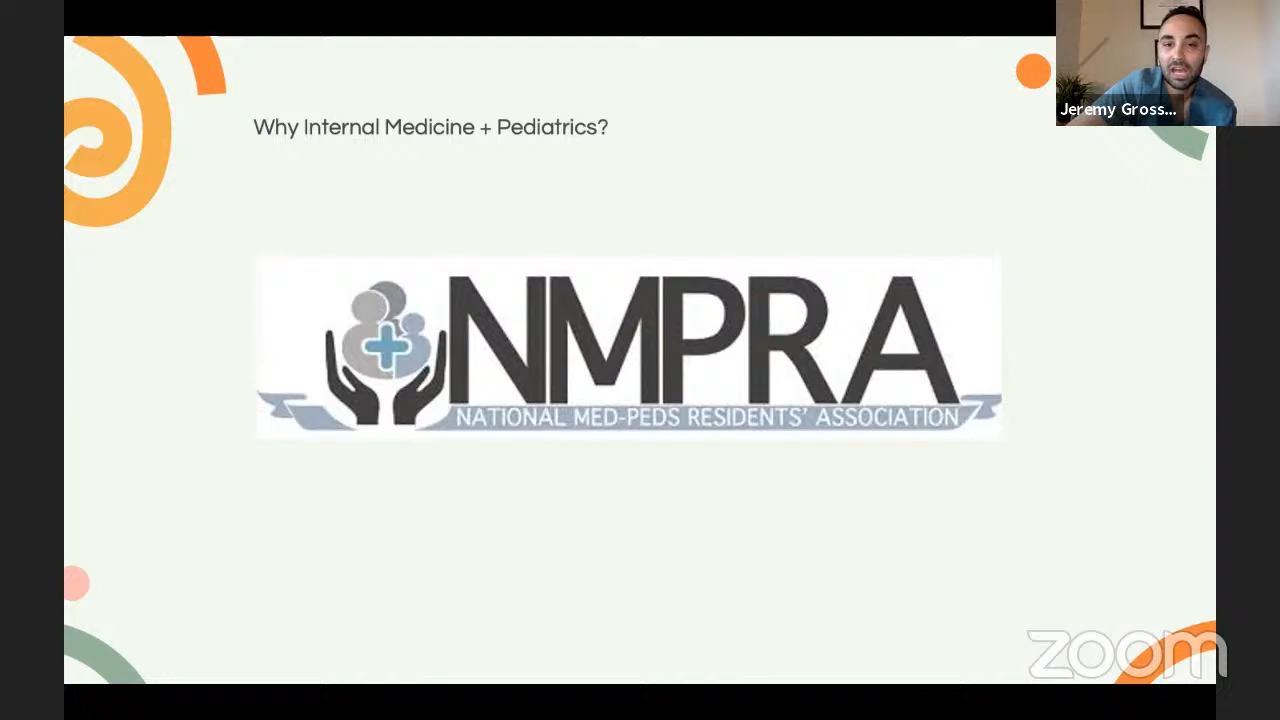 Why Internal Medicine + Pediatrics?
Jeremy Gross...
NMPRA
NATIONAL MED-PEDS RESIDENTS' ASSOCIATION
zoom